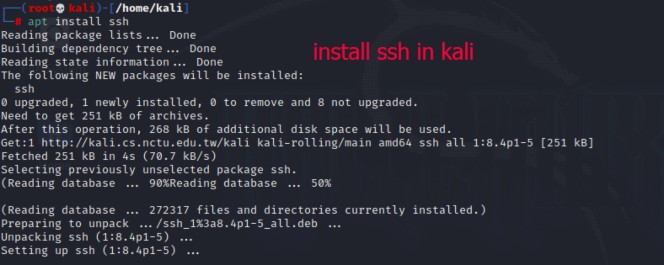 ┌──(root💀kali)-[/home/kali]
└─# apt install ssh
Reading package lists... Done
Building dependency tree... Done
Reading state information... Done
install ssh in kali
The following NEW packages will be installed:
  ssh
0 upgraded, 1 newly installed, 0 to remove and 8 not upgraded.
Need to get 251 kB of archives.
After this operation, 268 kB of additional disk space will be used.
Get:1 http://kali.cs.nctu.edu.tw/kali kali-rolling/main amd64 ssh all 1:8.4p1-5 [251 kB]
Fetched 251 kB in 4s (70.7 kB/s)
Selecting previously unselected package ssh.
(Reading database ... 90%Reading database ... 50%
(Reading database ... 272317 files and directories currently installed.)
Preparing to unpack .../ssh_1%3a8.4p1-5_all.deb ...
Unpacking ssh (1:8.4p1-5) ...
Setting up ssh (1:8.4p1-5) ...